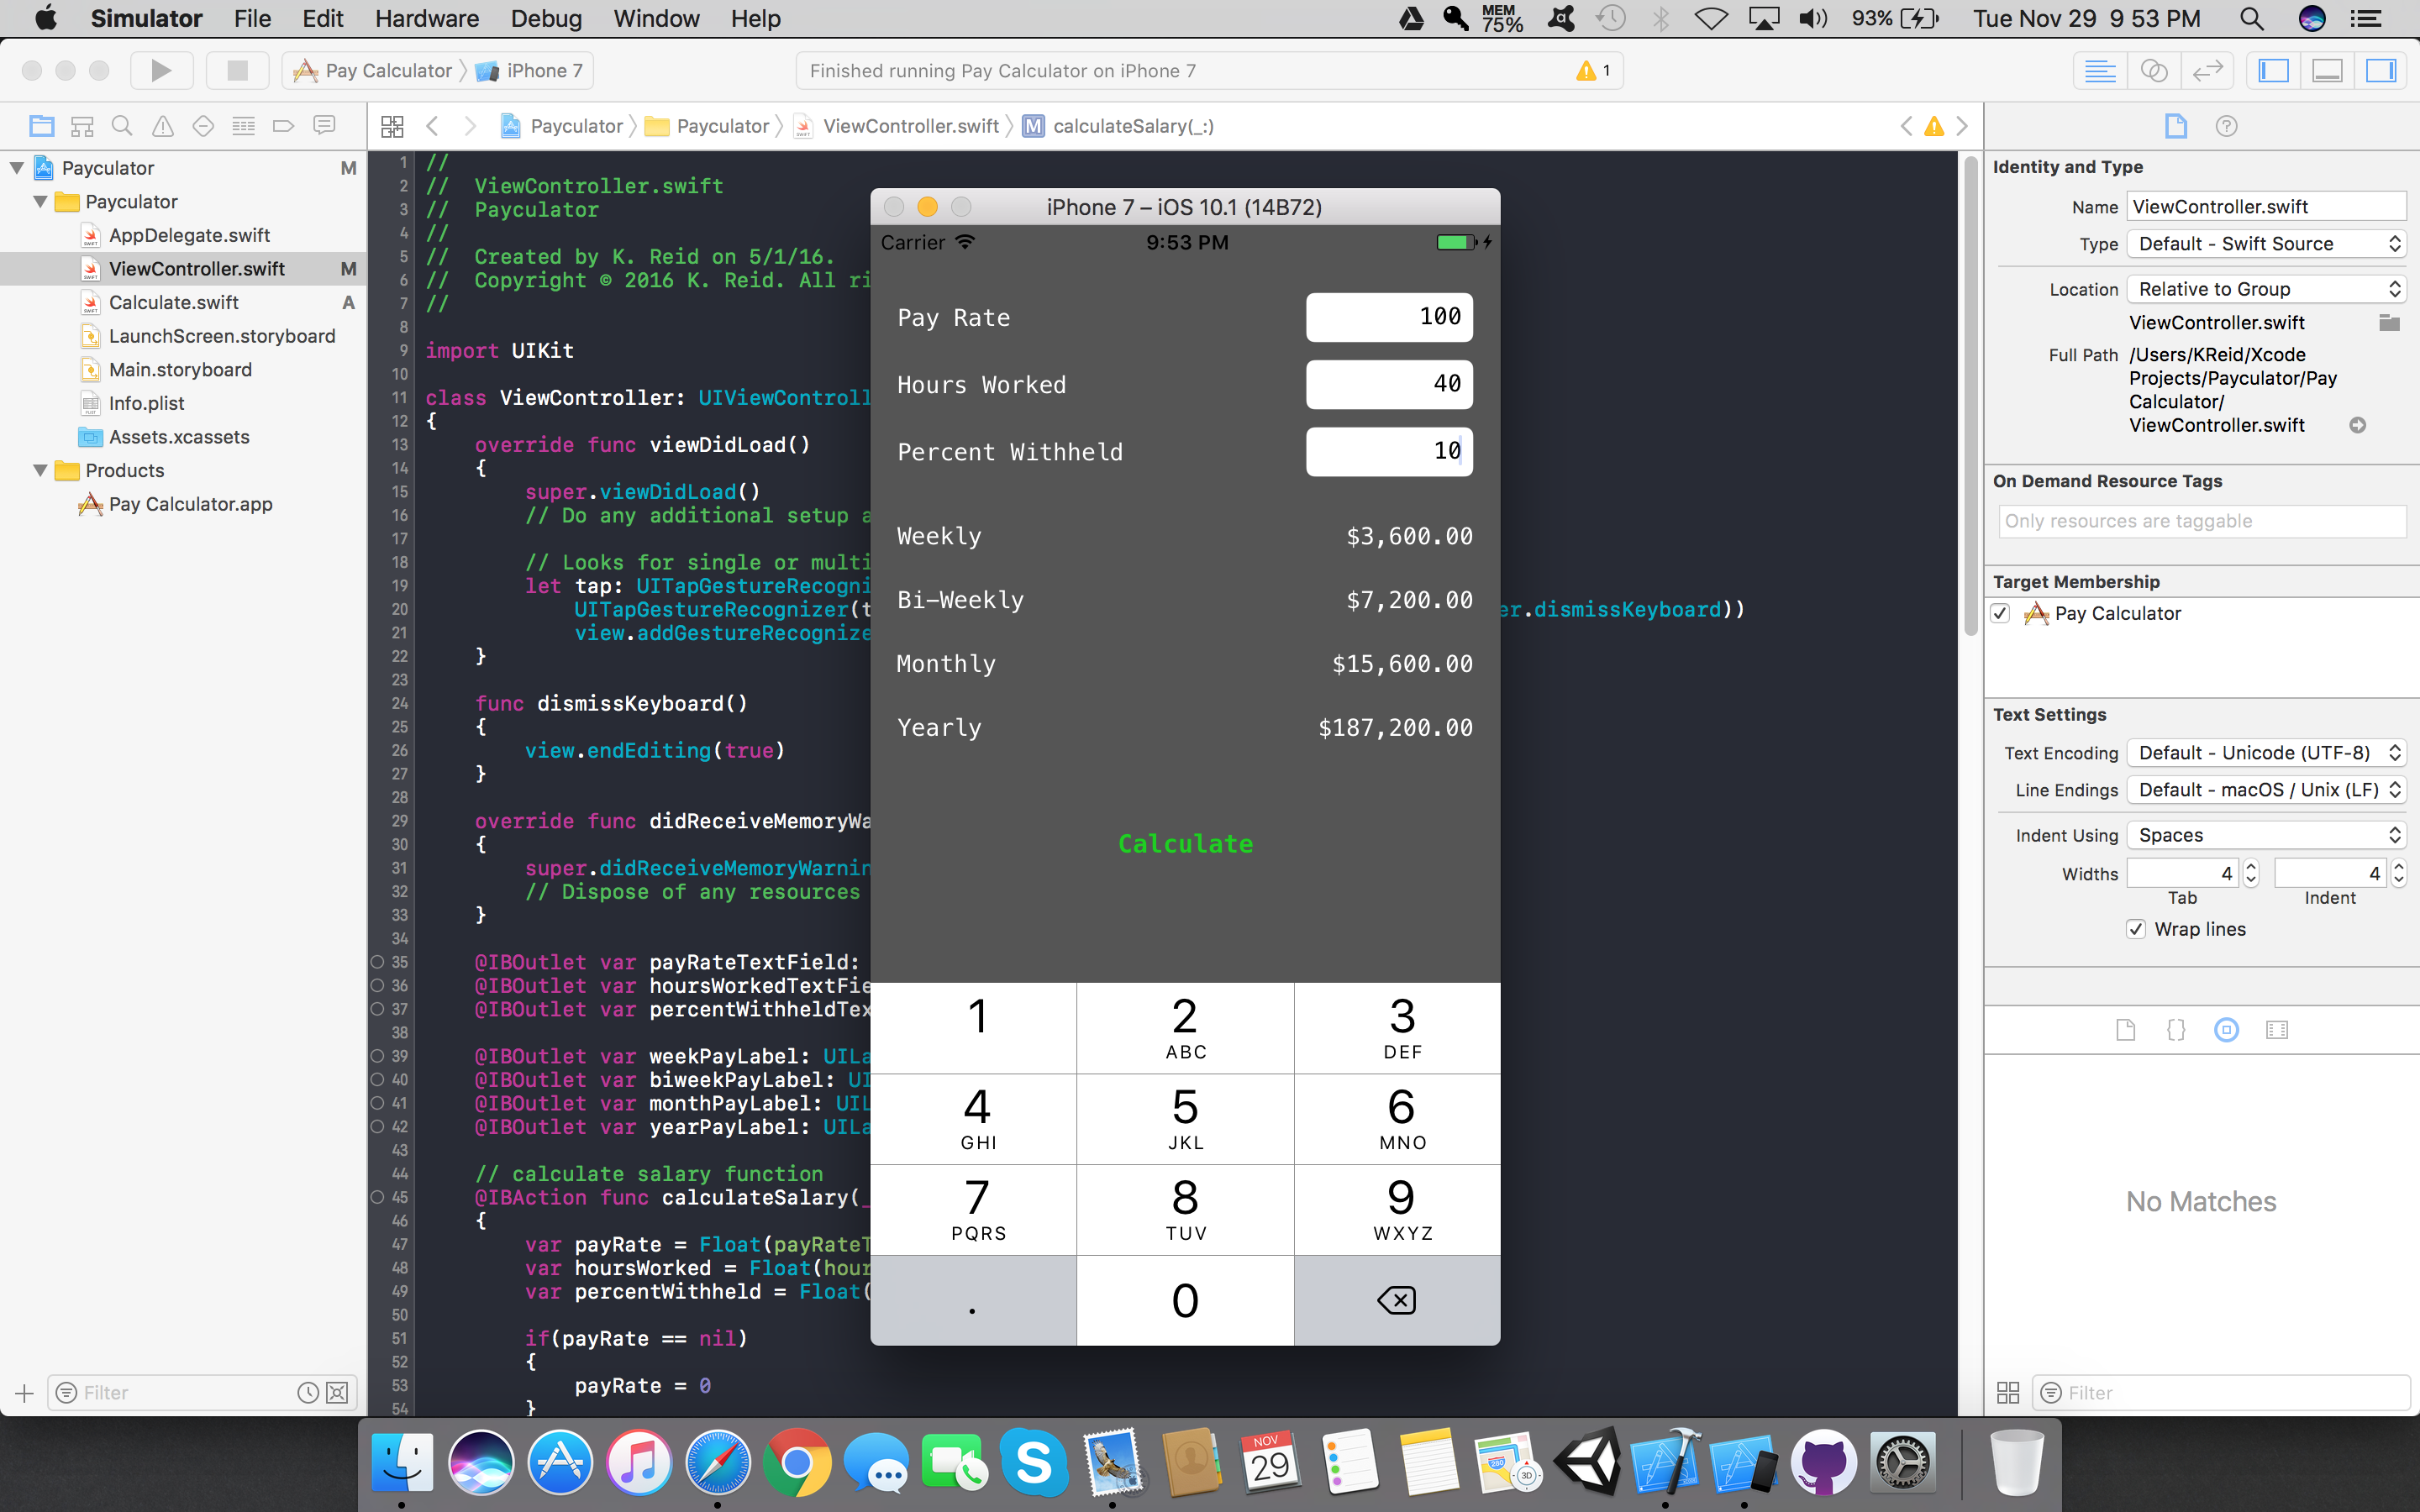 Simulator File Edit Hardware Debug Window Help MEM 75% 93% Tue Nov 29 9 53 PM
Pay Calculator iPhone 7 Finished running Pay Calculator on iPhone 7 1
Payculator Payculator ViewController.swift M calculateSalary(_:)
Payculator M
Payculator
AppDelegate.swift
ViewController.swift M
Calculate.swift A
LaunchScreen.storyboard
Main.storyboard
Info.plist
Assets.xcassets
Products
Pay Calculator.app
Filter
1 //
2 // ViewController.swift
3 // Payculator
4 //
5 // Created by K. Reid on 5/1/16.
6 // Copyright © 2016 K. Reid. All ri
7 //
8
9 import UIKit
10
11 class ViewController: UIViewControll
12 {
13 override func viewDidLoad()
14 {
15 super.viewDidLoad()
16 // Do any additional setup a
17
18 // Looks for single or multi
19 let tap: UITapGestureRecogni
20 UITapGestureRecognizer(t er.dismissKeyboard))
21 view.addGestureRecognize
22 }
23
24 func dismissKeyboard()
25 {
26 view.endEditing(true)
27 }
28
29 override func didReceiveMemoryWa
30 {
31 super.didReceiveMemoryWarnin
32 // Dispose of any resources
33 }
34
35 @IBOutlet var payRateTextField:
36 @IBOutlet var hoursWorkedTextFie
37 @IBOutlet var percentWithheldTex
38
39 @IBOutlet var weekPayLabel: UILa
40 @IBOutlet var biweekPayLabel: UI
41 @IBOutlet var monthPayLabel: UIL
42 @IBOutlet var yearPayLabel: UILa
43
44 // calculate salary function
45 @IBAction func calculateSalary(_
46 {
47 var payRate = Float(payRateT
48 var hoursWorked = Float(hour
49 var percentWithheld = Float(
50
51 if(payRate == nil)
52 {
53 payRate = 0
54 }
iPhone 7 – iOS 10.1 (14B72)
Carrier 9:53 PM
Pay Rate 100
Hours Worked 40
Percent Withheld 10
Weekly $3,600.00
Bi-Weekly $7,200.00
Monthly $15,600.00
Yearly $187,200.00
Calculate
1 2 3
ABC DEF
4 5 6
GHI JKL MNO
7 8 9
PQRS TUV WXYZ
. 0
Identity and Type
Name ViewController.swift
Type Default - Swift Source
Location Relative to Group
ViewController.swift
Full Path /Users/KReid/Xcode
Projects/Payculator/Pay
Calculator/
ViewController.swift
On Demand Resource Tags
Only resources are taggable
Target Membership
Pay Calculator
Text Settings
Text Encoding Default - Unicode (UTF-8)
Line Endings Default - macOS / Unix (LF)
Indent Using Spaces
Widths 4 4
Tab Indent
Wrap lines
{}
No Matches
Filter
NOV
29
280
3D